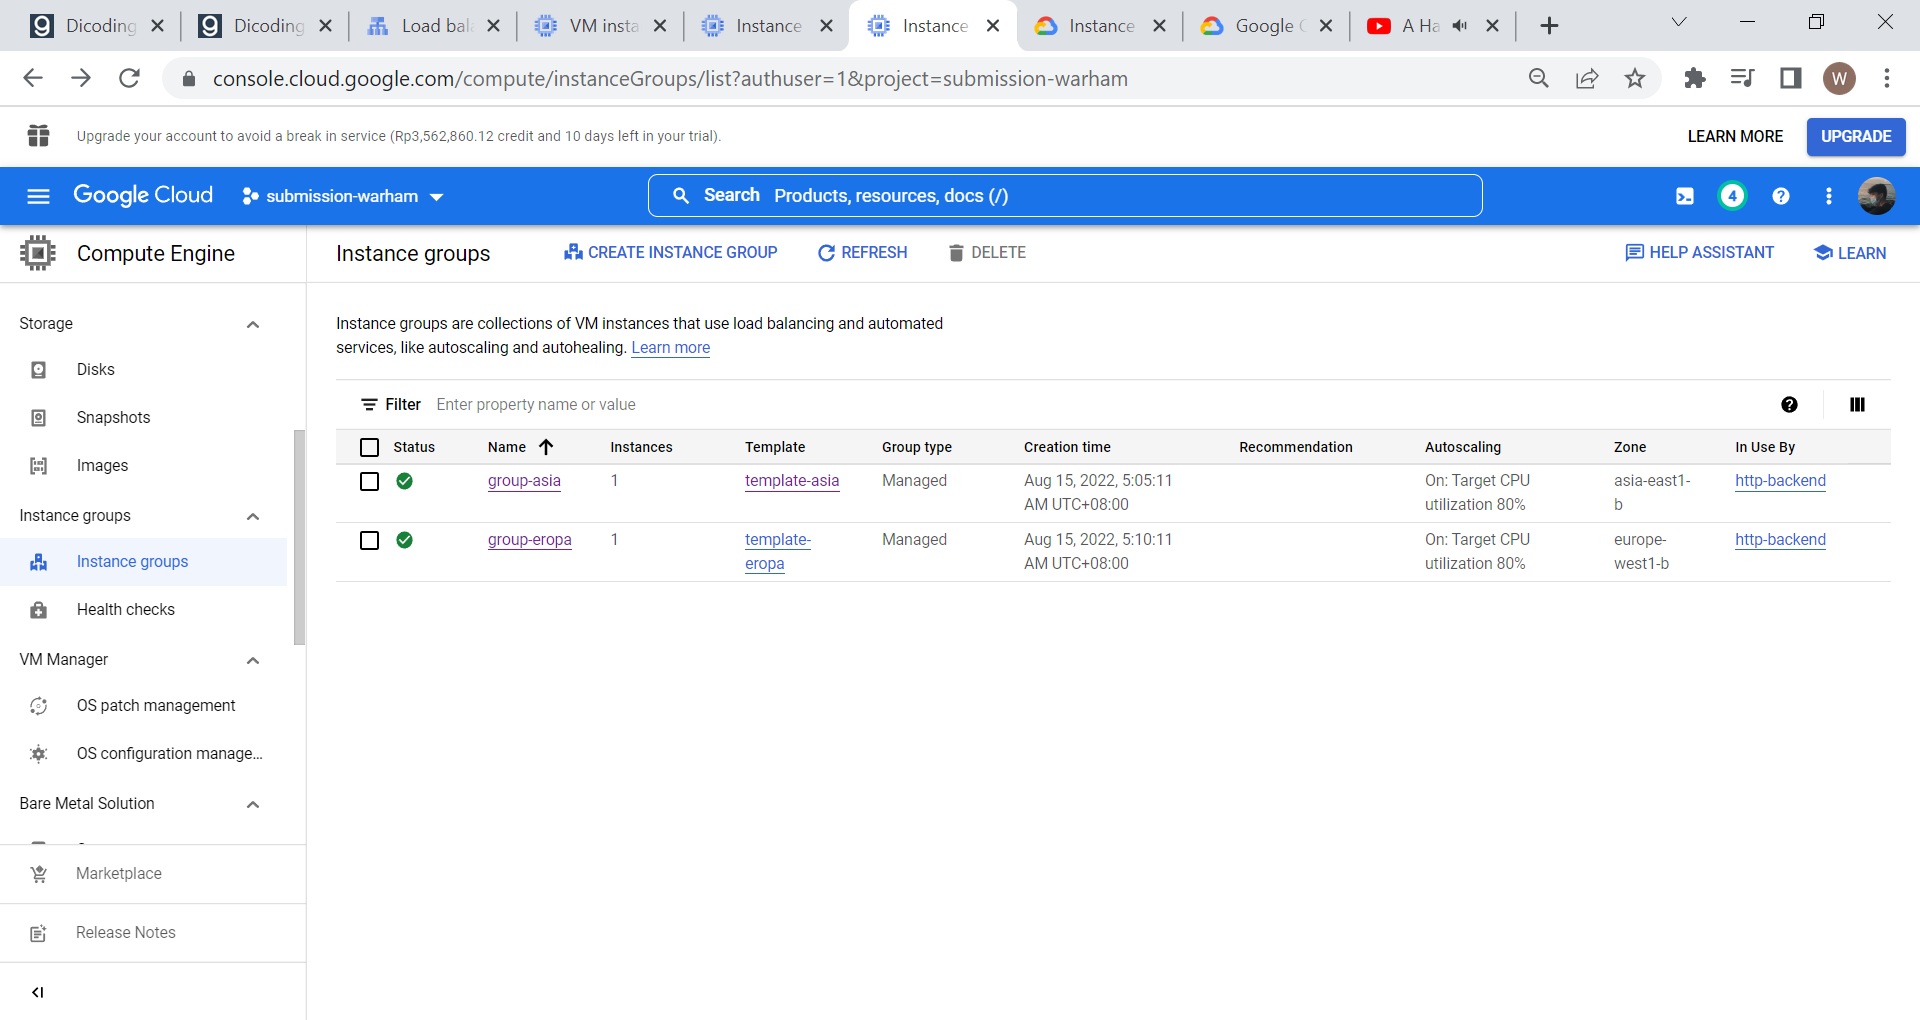 Dicoding
Dicoding
Load bal
VM insta
Instance
Instance
Instance
Google C
A Ha
console.cloud.google.com/compute/instanceGroups/list?authuser=1&project=submission-warham
W
Upgrade your account to avoid a break in service (Rp3,562,860.12 credit and 10 days left in your trial).
LEARN MORE
UPGRADE
Google Cloud
submission-warham
Search Products, resources, docs (/)
4
Compute Engine
Instance groups
CREATE INSTANCE GROUP
REFRESH
DELETE
HELP ASSISTANT
LEARN
Storage
Disks
Snapshots
Images
Instance groups
Instance groups
Health checks
VM Manager
OS patch management
OS configuration manage...
Bare Metal Solution
Marketplace
Release Notes
Instance groups are collections of VM instances that use load balancing and automated
services, like autoscaling and autohealing. Learn more
Filter Enter property name or value
Status Name Instances Template Group type Creation time Recommendation Autoscaling Zone In Use By
group-asia 1 template-asia Managed Aug 15, 2022, 5:05:11 On: Target CPU asia-east1- http-backend
AM UTC+08:00 utilization 80% b
group-eropa 1 template- Managed Aug 15, 2022, 5:10:11 On: Target CPU europe- http-backend
eropa AM UTC+08:00 utilization 80% west1-b